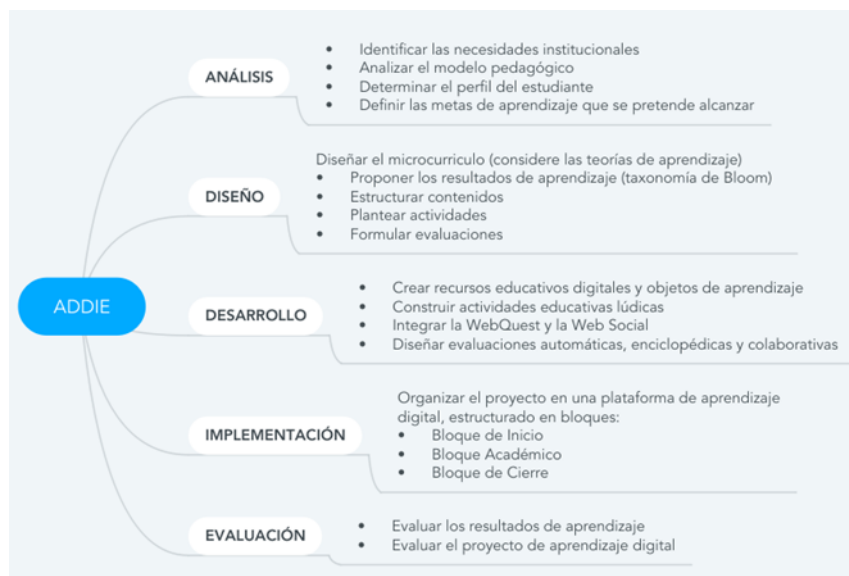 ADDIE
ANÁLISIS
• Identificar las necesidades institucionales
• Analizar el modelo pedagógico
• Determinar el perfil del estudiante
• Definir las metas de aprendizaje que se pretende alcanzar
DISEÑO
Diseñar el microcurriculo (considere las teorías de aprendizaje)
• Proponer los resultados de aprendizaje (taxonomía de Bloom)
• Estructurar contenidos
• Plantear actividades
• Formular evaluaciones
DESARROLLO
• Crear recursos educativos digitales y objetos de aprendizaje
• Construir actividades educativas lúdicas
• Integrar la WebQuest y la Web Social
• Diseñar evaluaciones automáticas, enciclopédicas y colaborativas
IMPLEMENTACIÓN
Organizar el proyecto en una plataforma de aprendizaje
digital, estructurado en bloques:
• Bloque de Inicio
• Bloque Académico
• Bloque de Cierre
EVALUACIÓN
• Evaluar los resultados de aprendizaje
• Evaluar el proyecto de aprendizaje digital